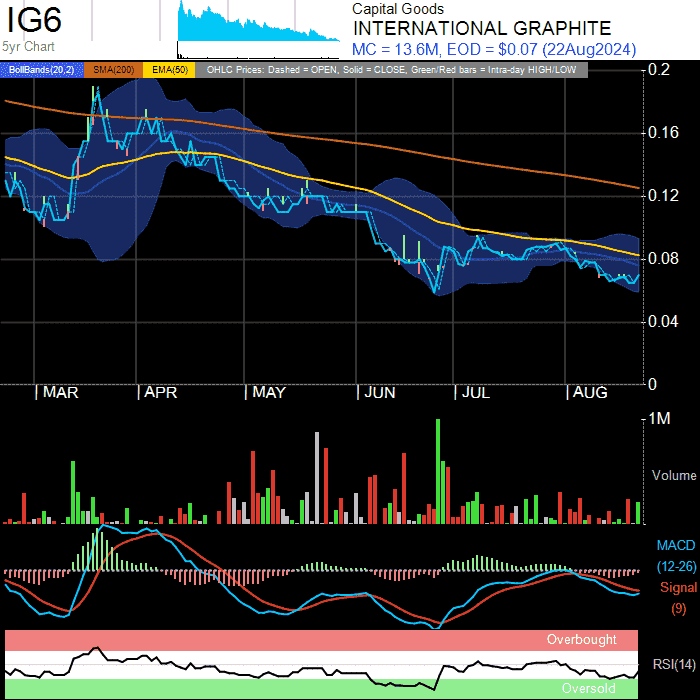 IG6
5yr Chart
Capital Goods
INTERNATIONAL GRAPHITE
MC = 13.6M, EOD = $0.07 (22Aug2024)
BollBands(20,2) SMA(200) EMA(50) OHLC Prices: Dashed = OPEN, Solid = CLOSE, Green/Red bars = Intra-day HIGH/LOW
0.2
0.16
0.12
0.08
0.04
0
| MAR | APR | MAY | JUN | JUL | AUG
1M
Volume
MACD
(12-26)
Signal
(9)
Overbought
RSI(14)
Oversold